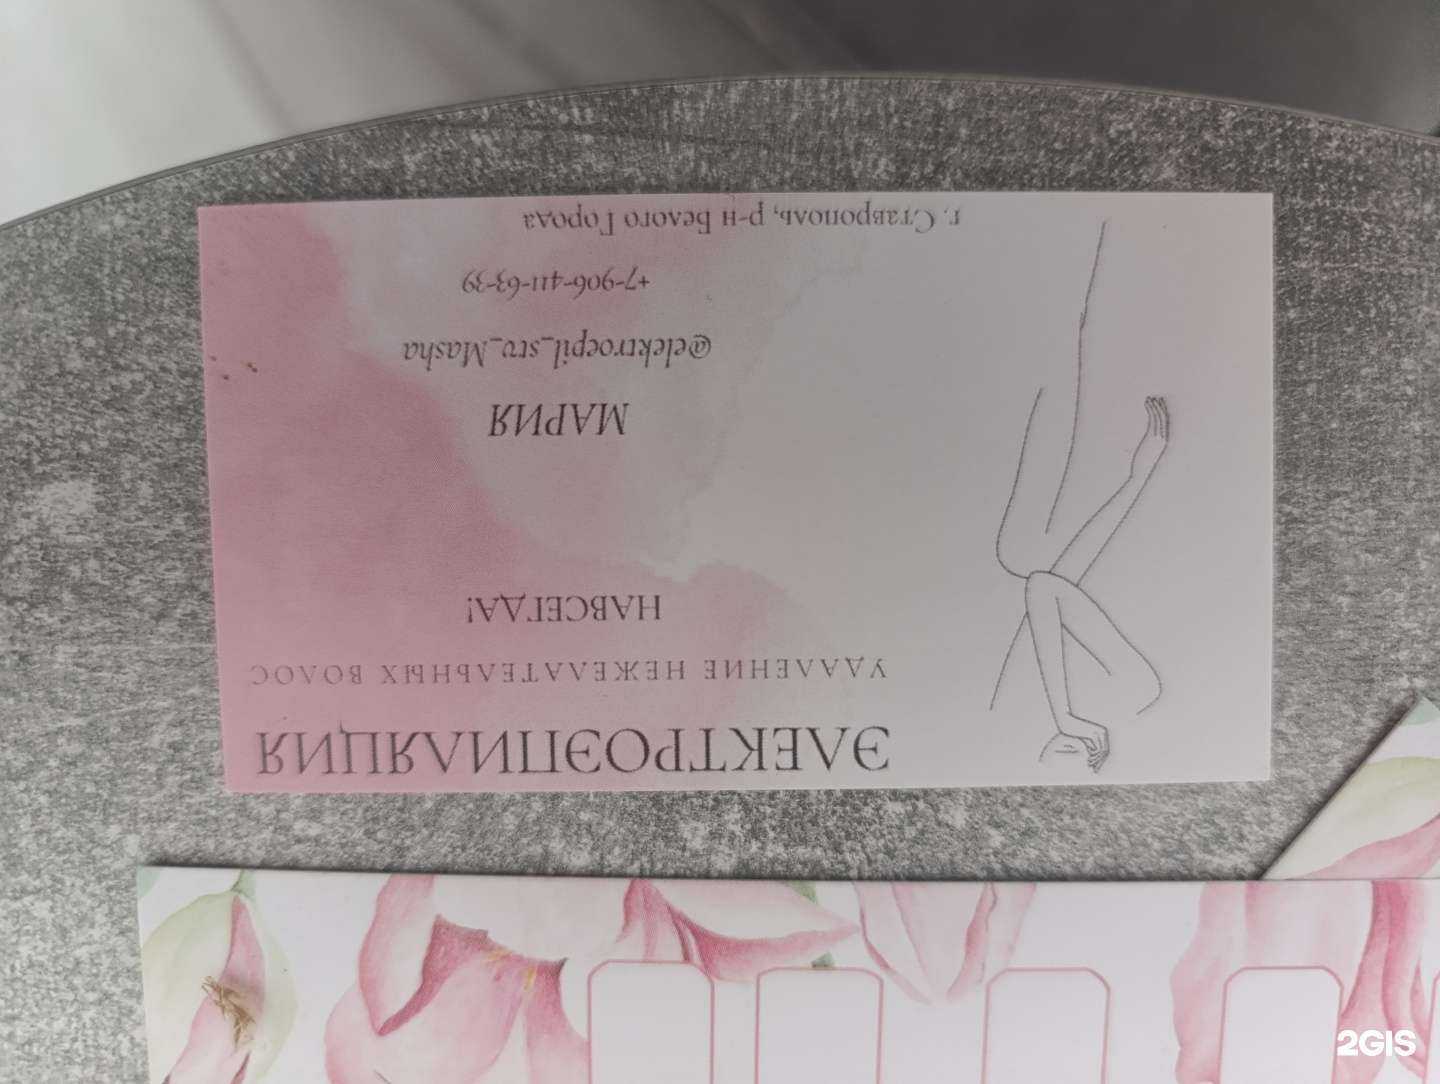 ЭЛЕКТРОЭПИЛЯЦИЯ
УДАЛЕНИЕ НЕЖЕЛАТЕЛЬНЫХ ВОЛОС
НАВСЕГДА!
МАРИЯ
@elektroepil_stv_Masha
+7-906-411-63-39
г. Ставрополь, р-н Белого Города
2GIS